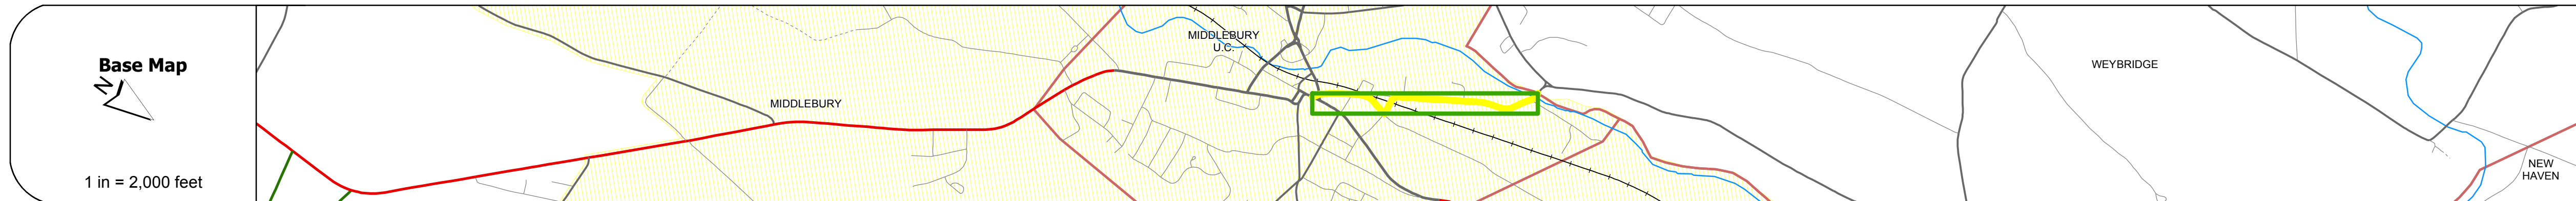 Base Map
N
1 in = 2,000 feet
MIDDLEBURY
MIDDLEBURY
U.C.
WEYBRIDGE
NEW
HAVEN